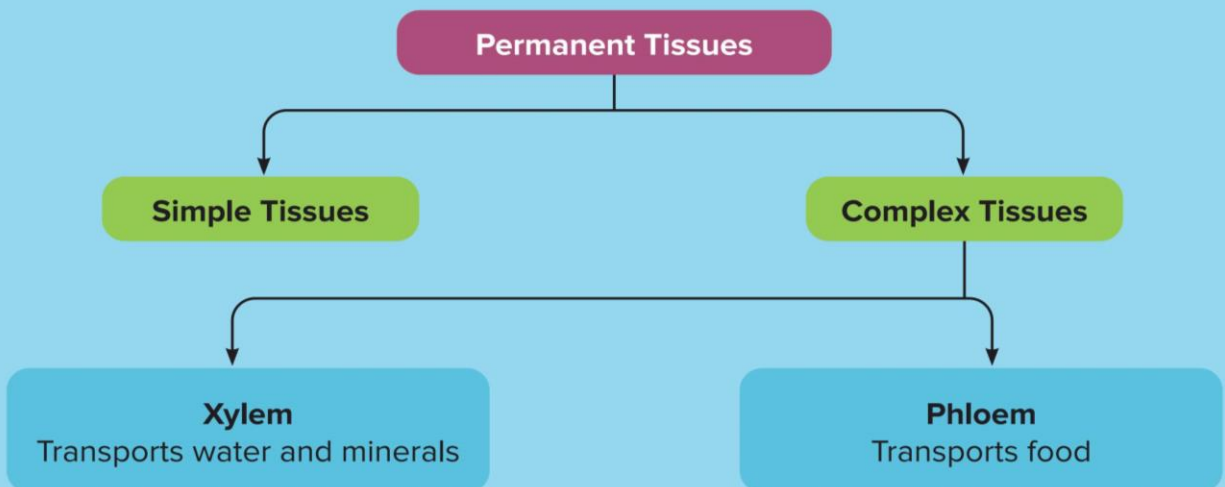 Permanent Tissues
Simple Tissues
Complex Tissues
Xylem
Transports water and minerals
Phloem
Transports food